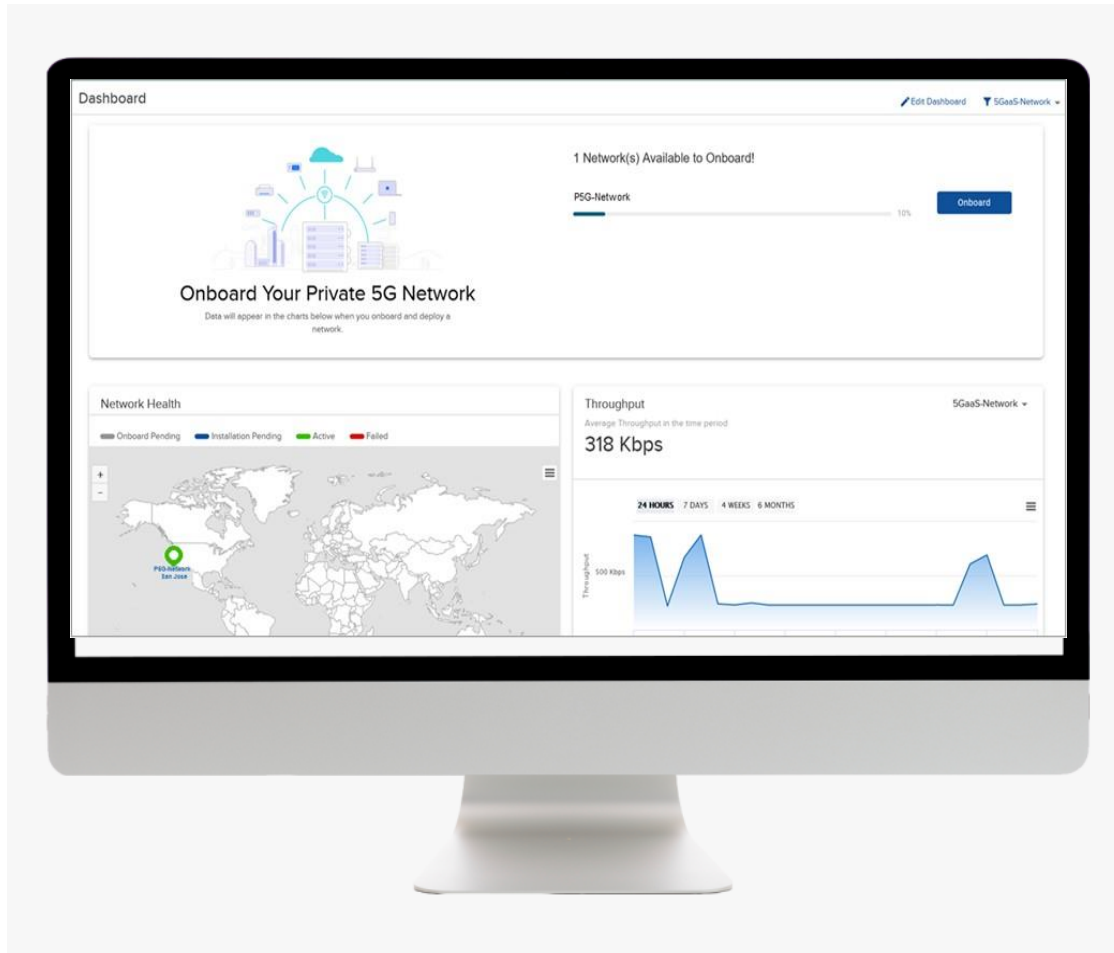 Dashboard
Edit Dashboard
5GaaS-Network
1 Network(s) Available to Onboard!
P5G-Network
10%
Onboard
Onboard Your Private 5G Network
Data will appear in the charts below when you onboard and deploy a
network.
Network Health
Onboard Pending
Installation Pending
Active
Failed
+
-
P5G-Network
San Jose
Throughput
5GaaS-Network
Average Throughput in the time period
318 Kbps
24 HOURS 7 DAYS 4 WEEKS 6 MONTHS
Throughput
500 Kbps